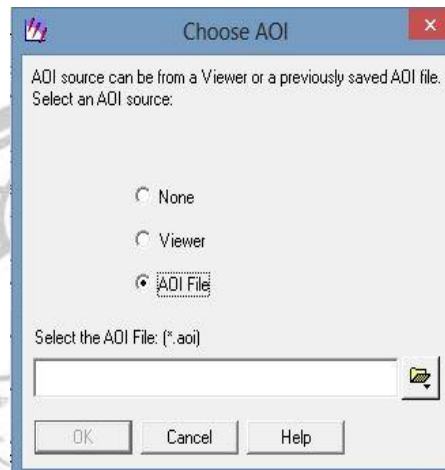 Choose AOI
AOI source can be from a Viewer or a previously saved AOI file.
Select an AOI source:
None
Viewer
AOI File
Select the AOI File: (*.aoi)
OK
Cancel
Help